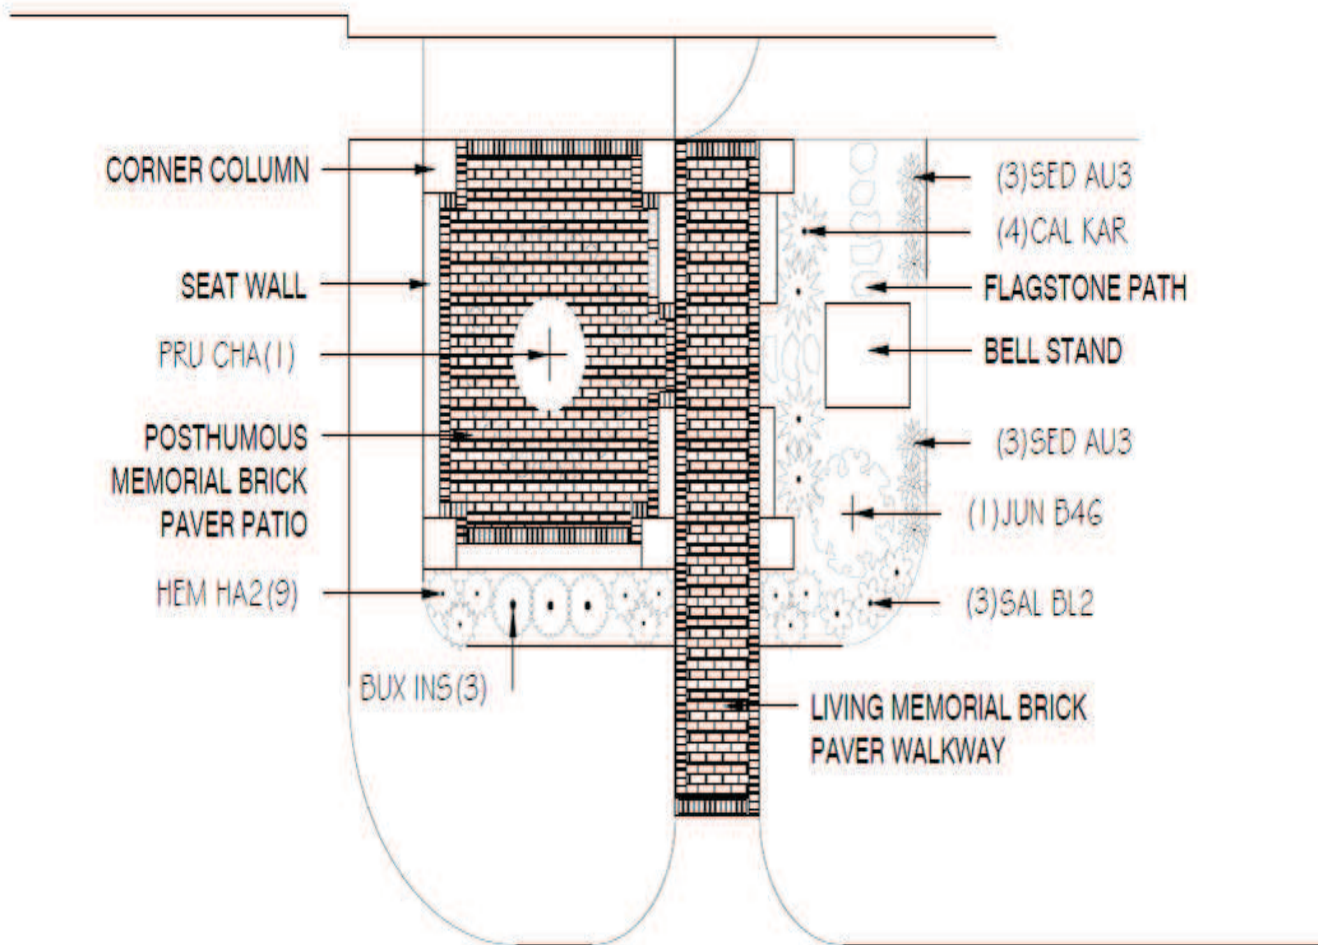 CORNER COLUMN
SEAT WALL
PRU CHA(1)
POSTHUMOUS
MEMORIAL BRICK
PAVER PATIO
HEM HA2(9)
BUX INS(3)
(3)SED AU3
(4)CAL KAR
FLAGSTONE PATH
BELL STAND
(3)SED AU3
(1)JUN B46
(3)SAL BL2
LIVING MEMORIAL BRICK
PAVER WALKWAY